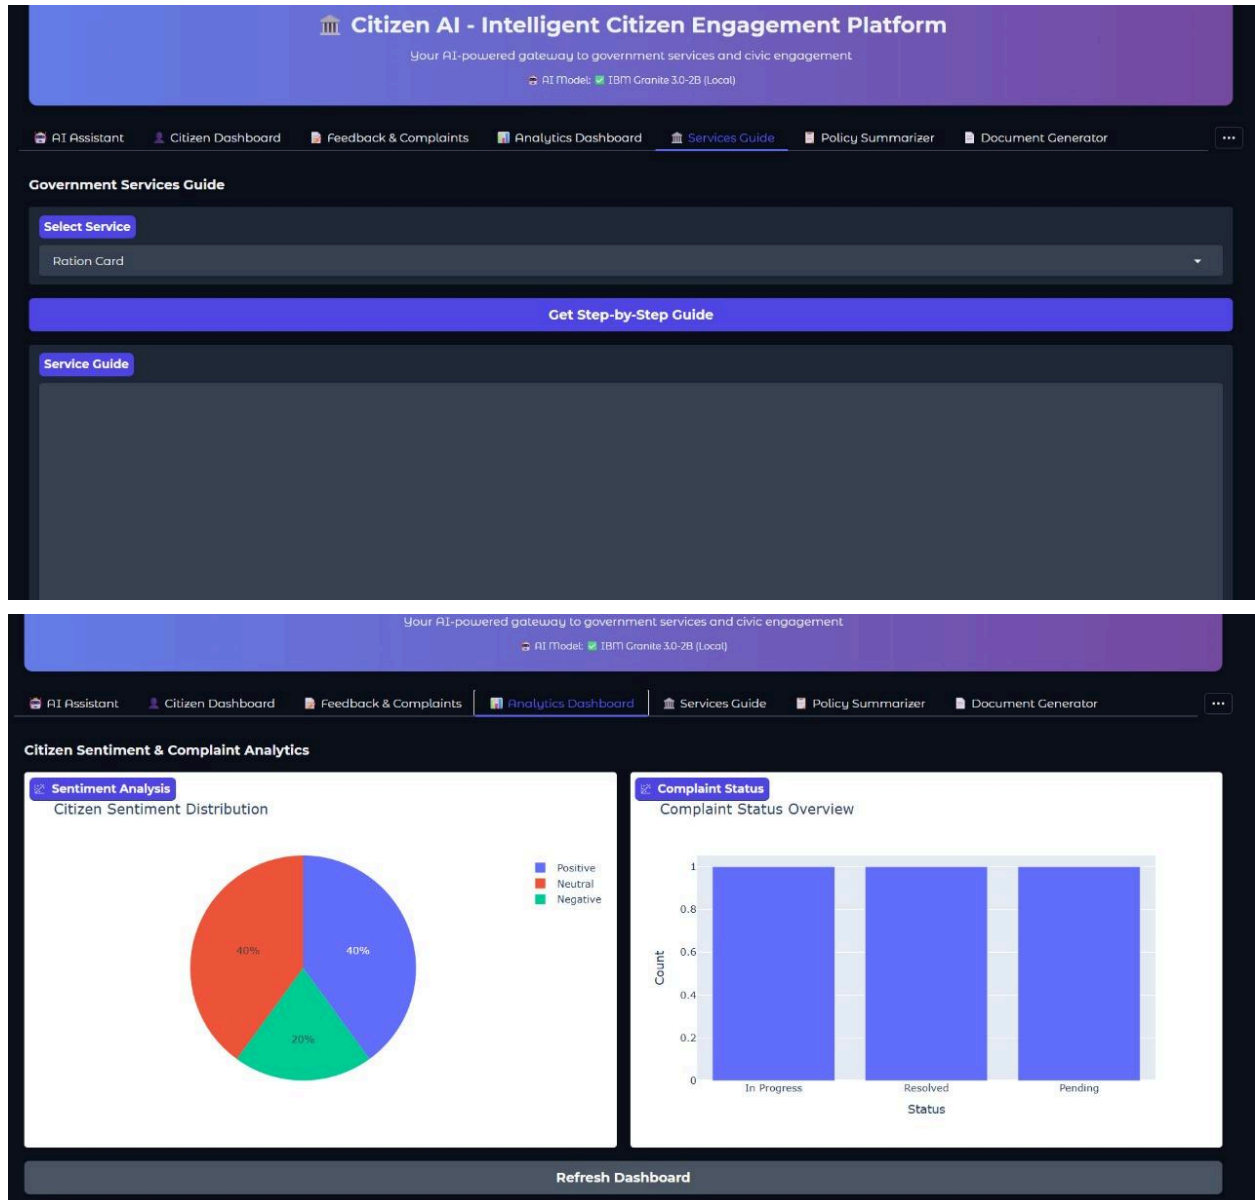 🏛️ Citizen AI - Intelligent Citizen Engagement Platform
Your AI-powered gateway to government services and civic engagement
🤖 AI Model: ✅ IBM Granite 3.0-2B (Local)
🤖 AI Assistant 👤 Citizen Dashboard 📝 Feedback & Complaints 📊 Analytics Dashboard 🏛️ Services Guide 📋 Policy Summarizer 📄 Document Generator ...
Government Services Guide
Select Service
Ration Card
Get Step-by-Step Guide
Service Guide
Your AI-powered gateway to government services and civic engagement
🤖 AI Model: ✅ IBM Granite 3.0-2B (Local)
🤖 AI Assistant 👤 Citizen Dashboard 📝 Feedback & Complaints 📊 Analytics Dashboard 🏛️ Services Guide 📋 Policy Summarizer 📄 Document Generator ...
Citizen Sentiment & Complaint Analytics
Sentiment Analysis
Citizen Sentiment Distribution
Positive
Neutral
Negative
40%
40%
20%
Complaint Status
Complaint Status Overview
1
0.8
0.6
0.4
0.2
0
Count
In Progress Resolved Pending
Status
Refresh Dashboard